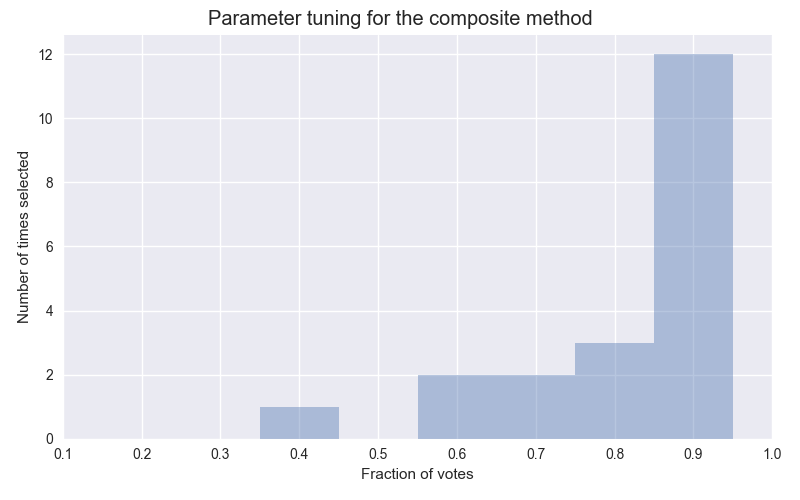 Parameter tuning for the composite method
Number of times selected
12
10
8
6
4
2
0
0.1 0.2 0.3 0.4 0.5 0.6 0.7 0.8 0.9 1.0
Fraction of votes